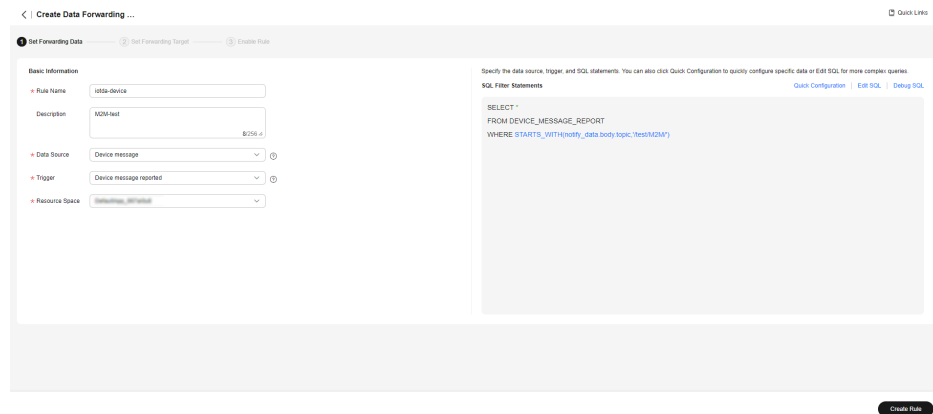 Create Data Forwarding ...
Quick Links
1 Set Forwarding Data
2 Set Forwarding Target
3 Enable Rule
Basic Information
* Rule Name
iotda-device
Description
M2M-test
8/256
* Data Source
Device message
* Trigger
Device message reported
* Resource Space
Specify the data source, trigger, and SQL statements. You can also click Quick Configuration to quickly configure specific data or Edit SQL for more complex queries.
SQL Filter Statements
Quick Configuration | Edit SQL | Debug SQL
SELECT *
FROM DEVICE_MESSAGE_REPORT
WHERE STARTS_WITH(notify_data.body.topic,'/test/M2M')
Create Rule